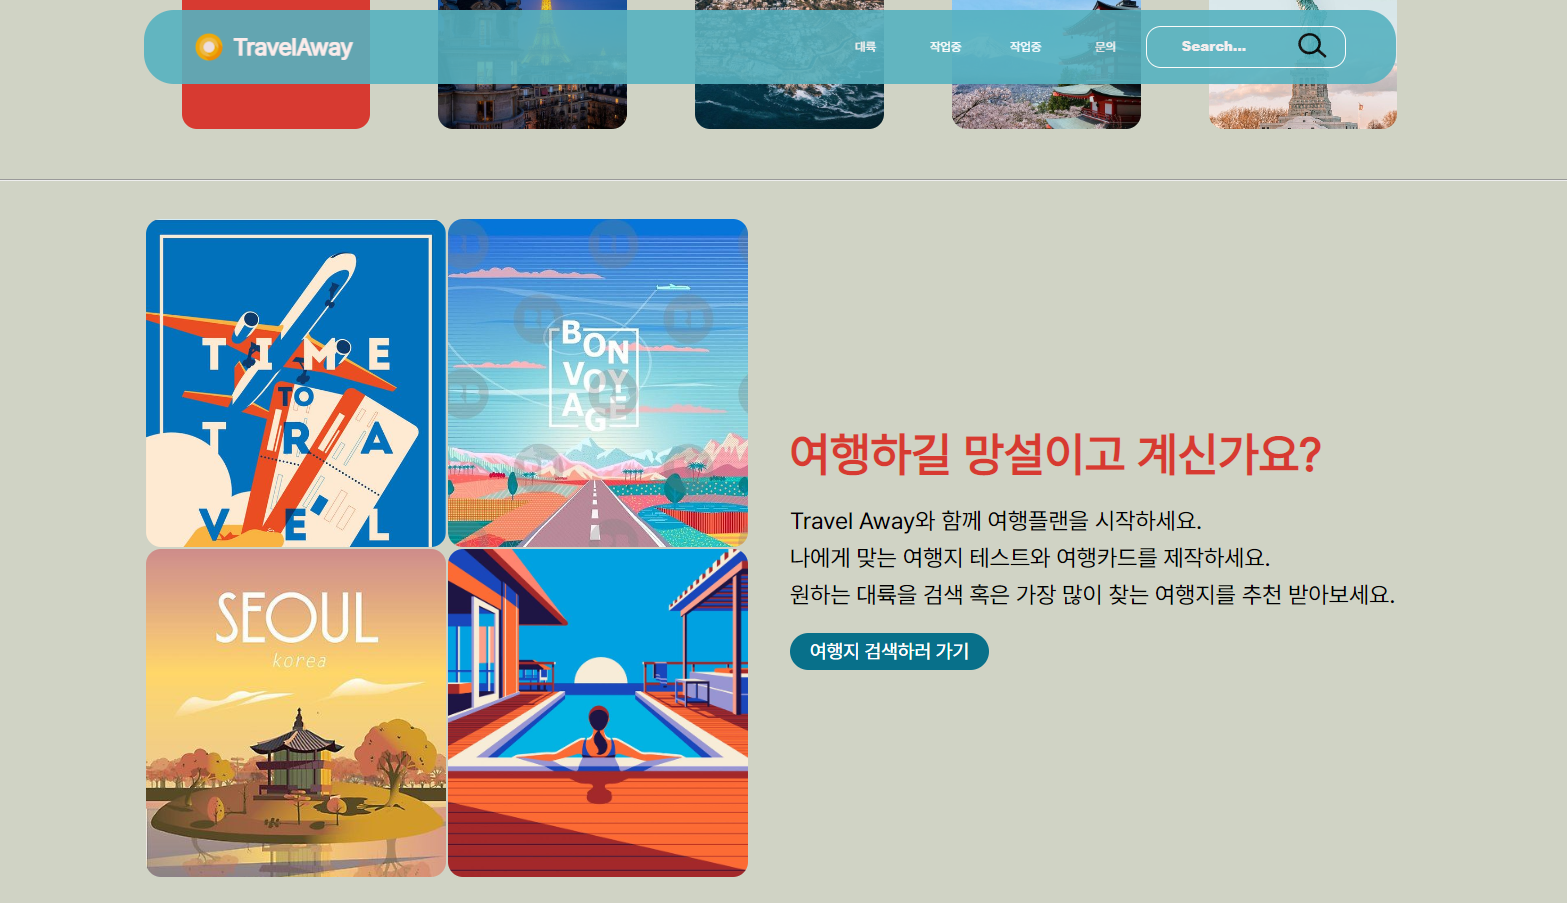 TravelAway
대륙
작업중
작업중
문의
Search...
TIME
TO
TRA
VEL
BON
VOY
AGE
SEOUL
korea
여행하길 망설이고 계신가요?
Travel Away와 함께 여행플랜을 시작하세요.
나에게 맞는 여행지 테스트와 여행카드를 제작하세요.
원하는 대륙을 검색 혹은 가장 많이 찾는 여행지를 추천 받아보세요.
여행지 검색하러 가기